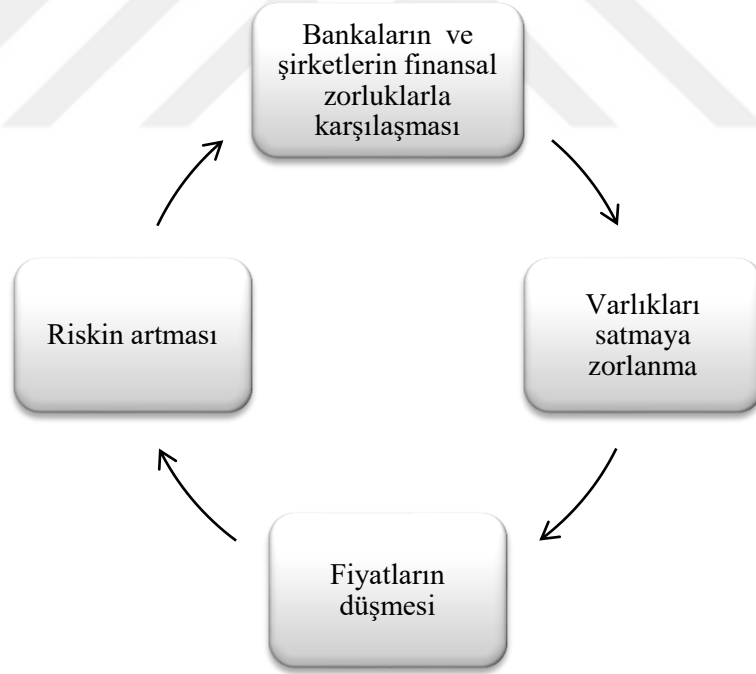 Bankaların ve
şirketlerin finansal
zorluklarla
karşılaşması
Varlıkları
satmaya
zorlanma
Fiyatların
düşmesi
Riskin artması